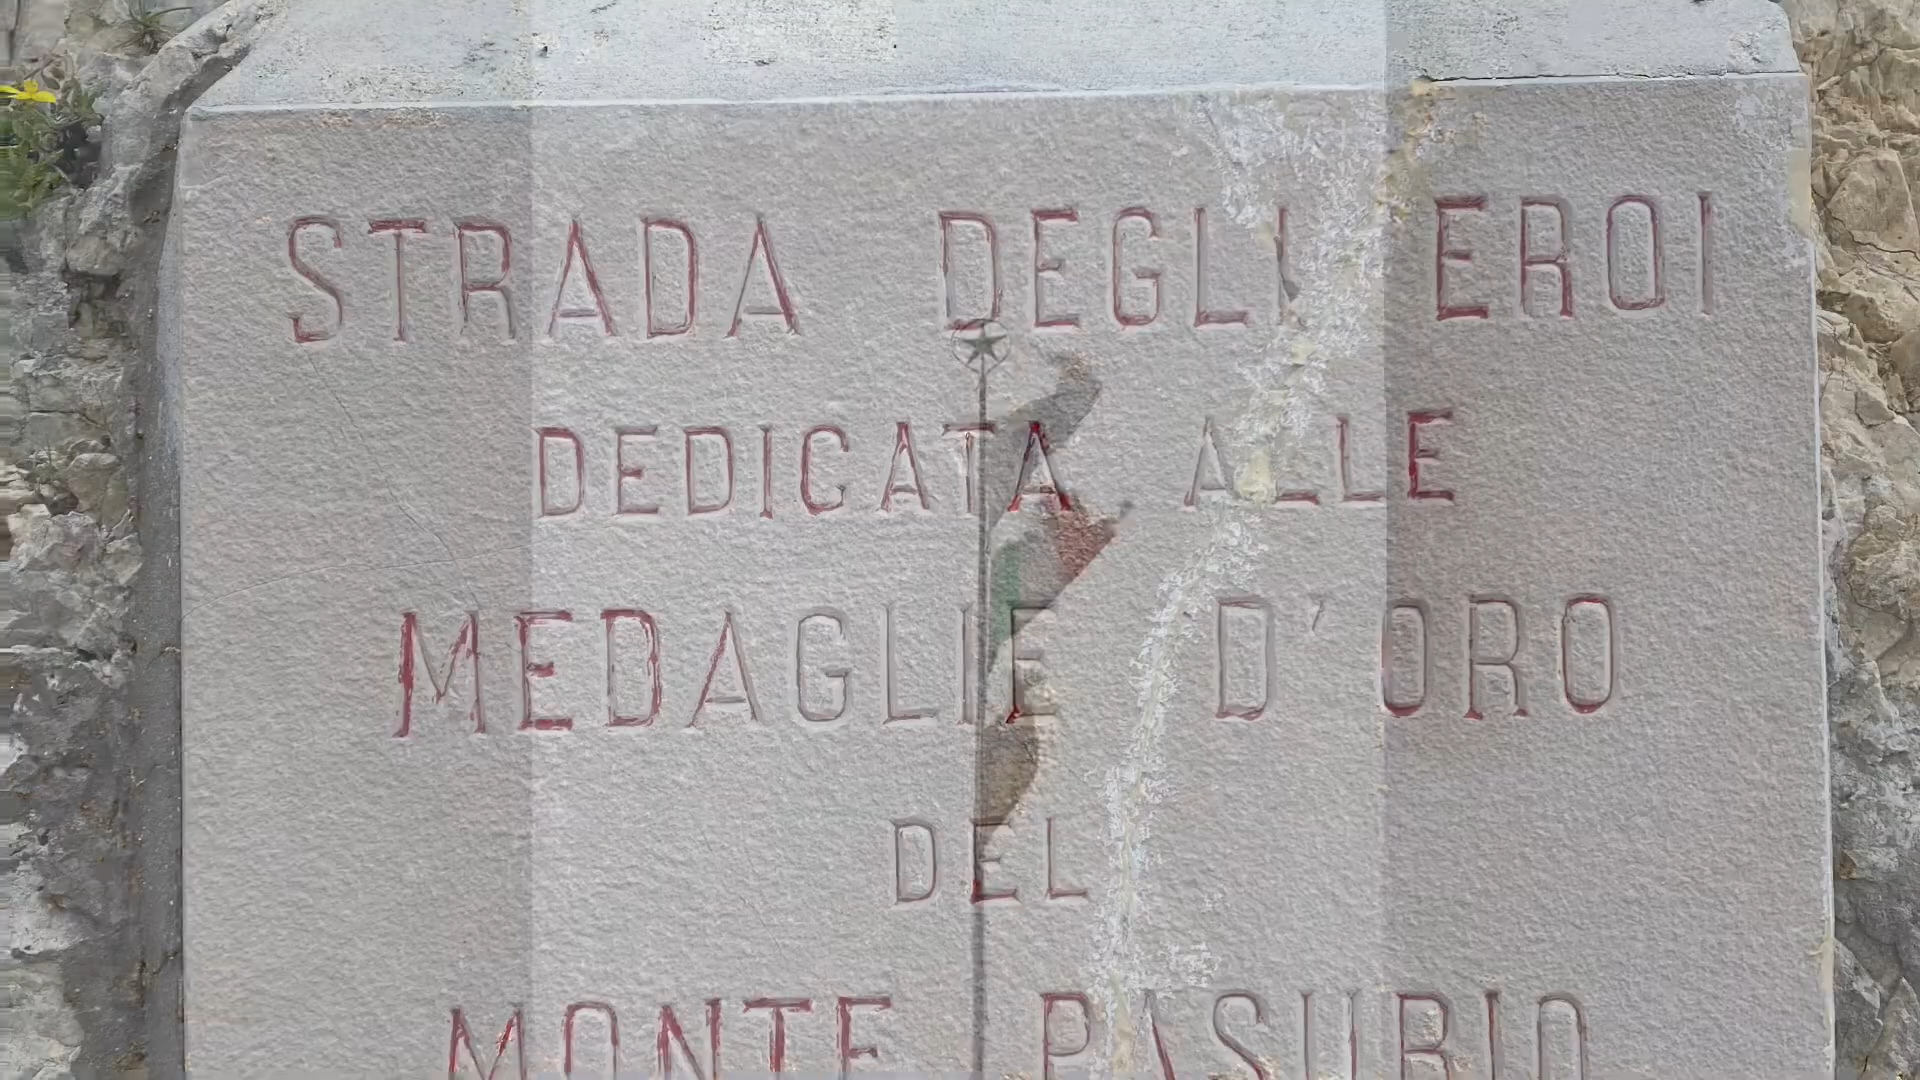 STRADA DEGLI EROI
DEDICATA ALLE
MEDAGLIE D'ORO
DEL
MONTE PASUBIO